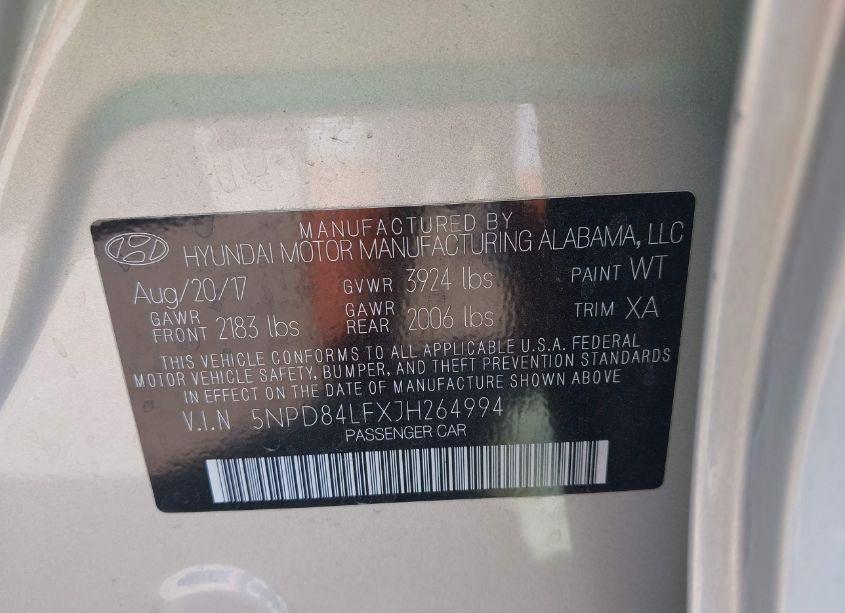 MANUFACTURED BY
HYUNDAI MOTOR MANUFACTURING ALABAMA, LLC
Aug/20/17 GVWR 3924 lbs PAINT WT
GAWR FRONT 2183 lbs GAWR REAR 2006 lbs TRIM XA
THIS VEHICLE CONFORMS TO ALL APPLICABLE U.S.A. FEDERAL
MOTOR VEHICLE SAFETY, BUMPER, AND THEFT PREVENTION STANDARDS
IN EFFECT ON THE DATE OF MANUFACTURE SHOWN ABOVE
V.I.N 5NPD84LFXJH264994
PASSENGER CAR